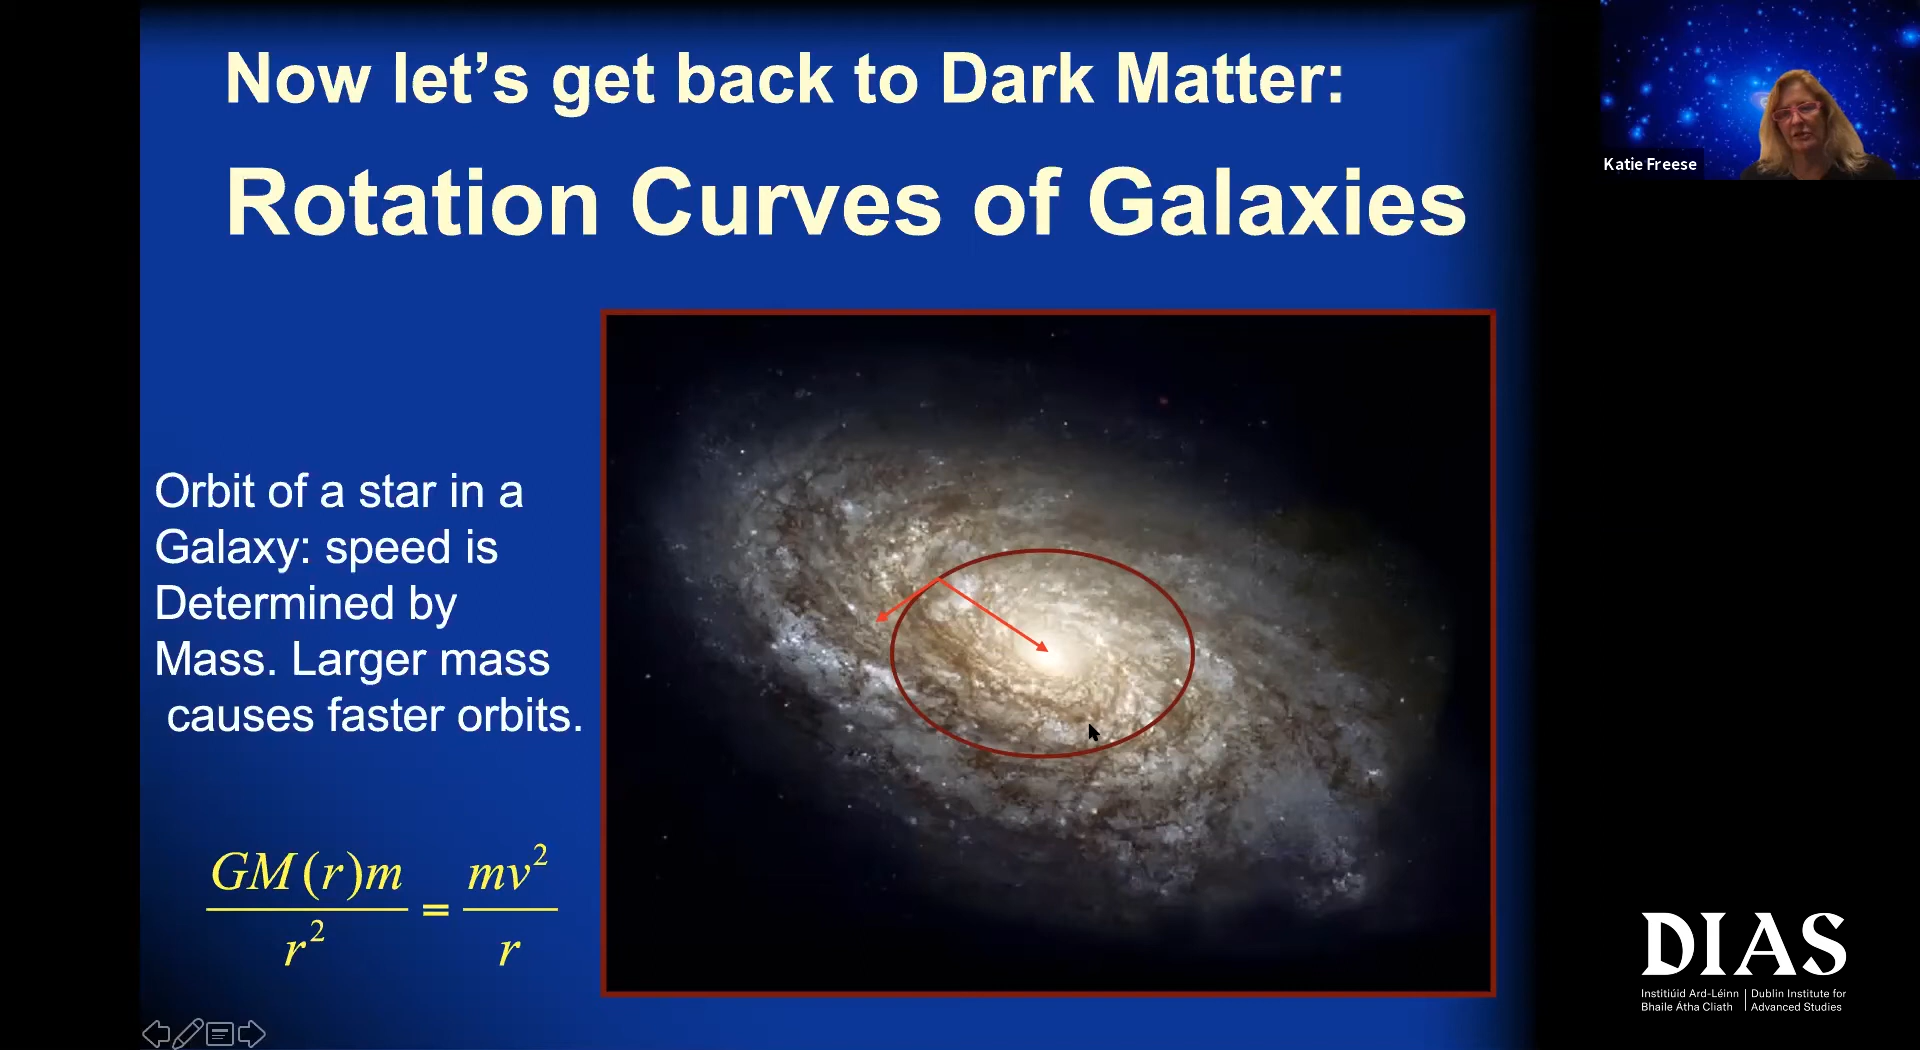 Now let’s get back to Dark Matter:
Rotation Curves of Galaxies
Katie Freese
Orbit of a star in a
Galaxy: speed is
Determined by
Mass. Larger mass
causes faster orbits.
GM(r)m / r² = mv² / r
DIAS
Institiúid Ard-Léinn | Dublin Institute for
Bhaile Átha Cliath | Advanced Studies